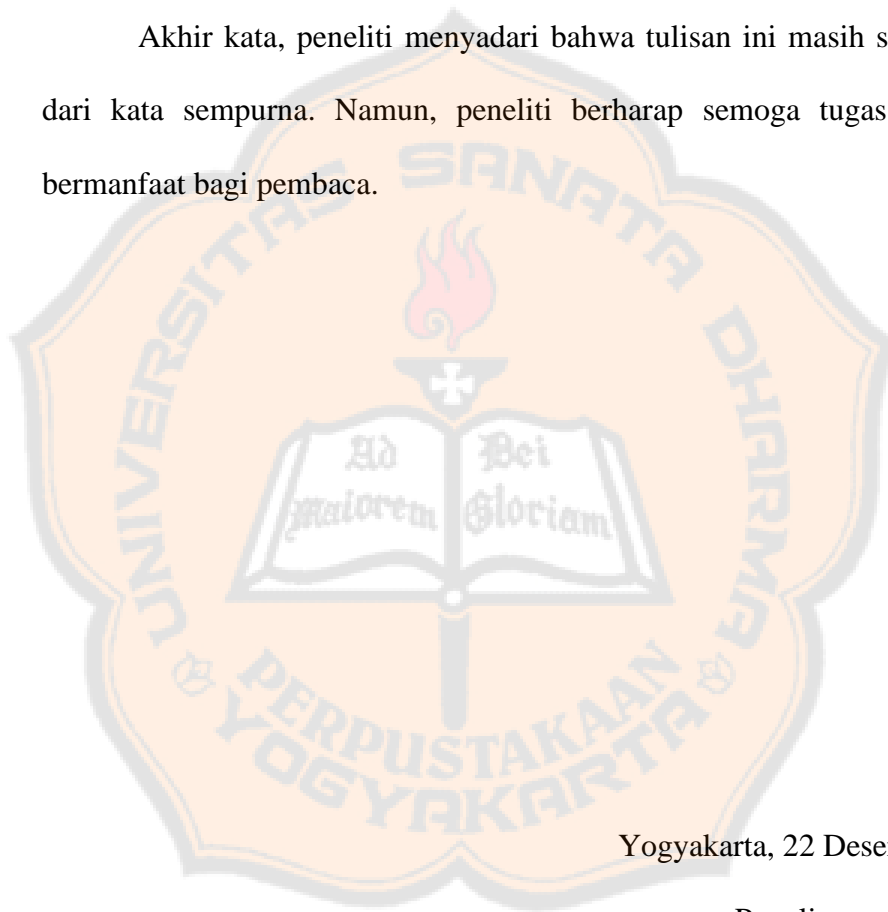 Akhir kata, peneliti menyadari bahwa tulisan ini masih s
dari kata sempurna. Namun, peneliti berharap semoga tugas
bermanfaat bagi pembaca.
UNIVERSITAS SANATA DHARMA
Ad Dei
Maiorem Gloriam
PERPUSTAKAAN
YOGYAKARTA
Yogyakarta, 22 Dese